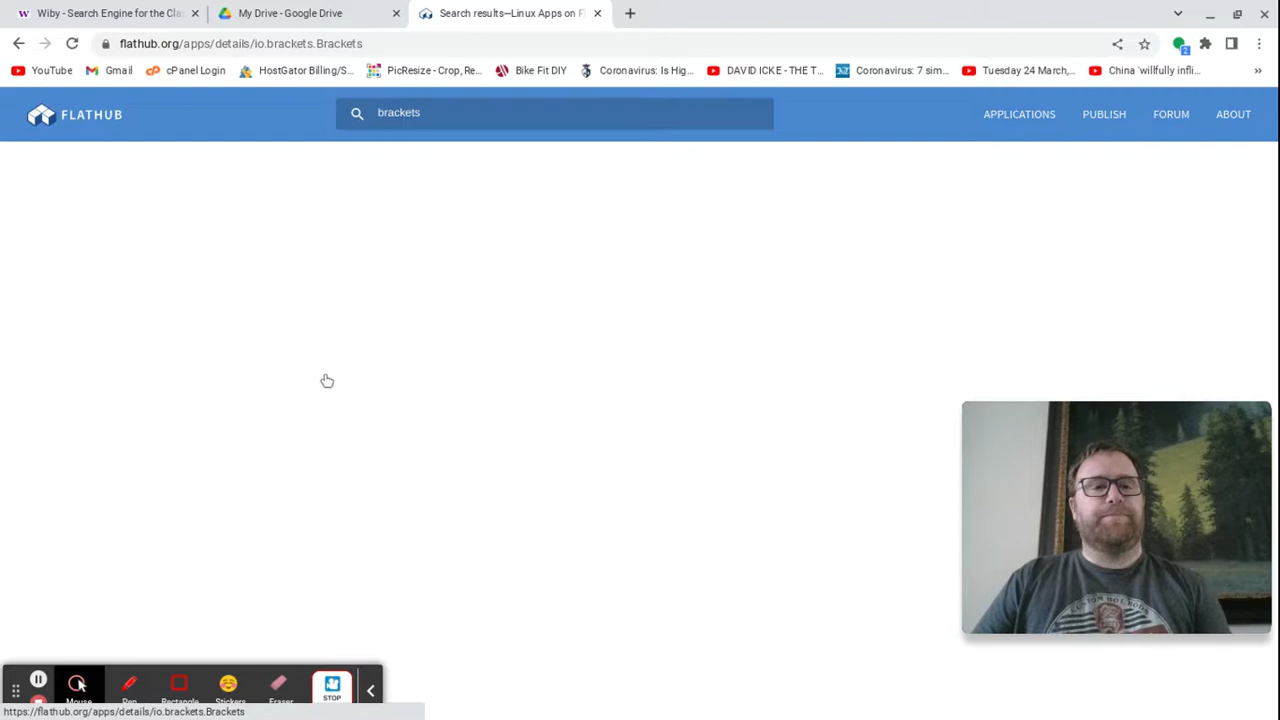 Wiby - Search Engine for the Cla
My Drive - Google Drive
Search results—Linux Apps on F
flathub.org/apps/details/io.brackets.Brackets
2
YouTube
Gmail
cPanel Login
HostGator Billing/S...
PicResize - Crop, Re...
Bike Fit DIY
Coronavirus: Is Hig...
DAVID ICKE - THE T...
Coronavirus: 7 sim...
Tuesday 24 March,...
China 'willfully infli...
FLATHUB
brackets
APPLICATIONS
PUBLISH
FORUM
ABOUT
Mouse
Pen
Rectangle
Stickers
Eraser
STOP
https://flathub.org/apps/details/io.brackets.Brackets